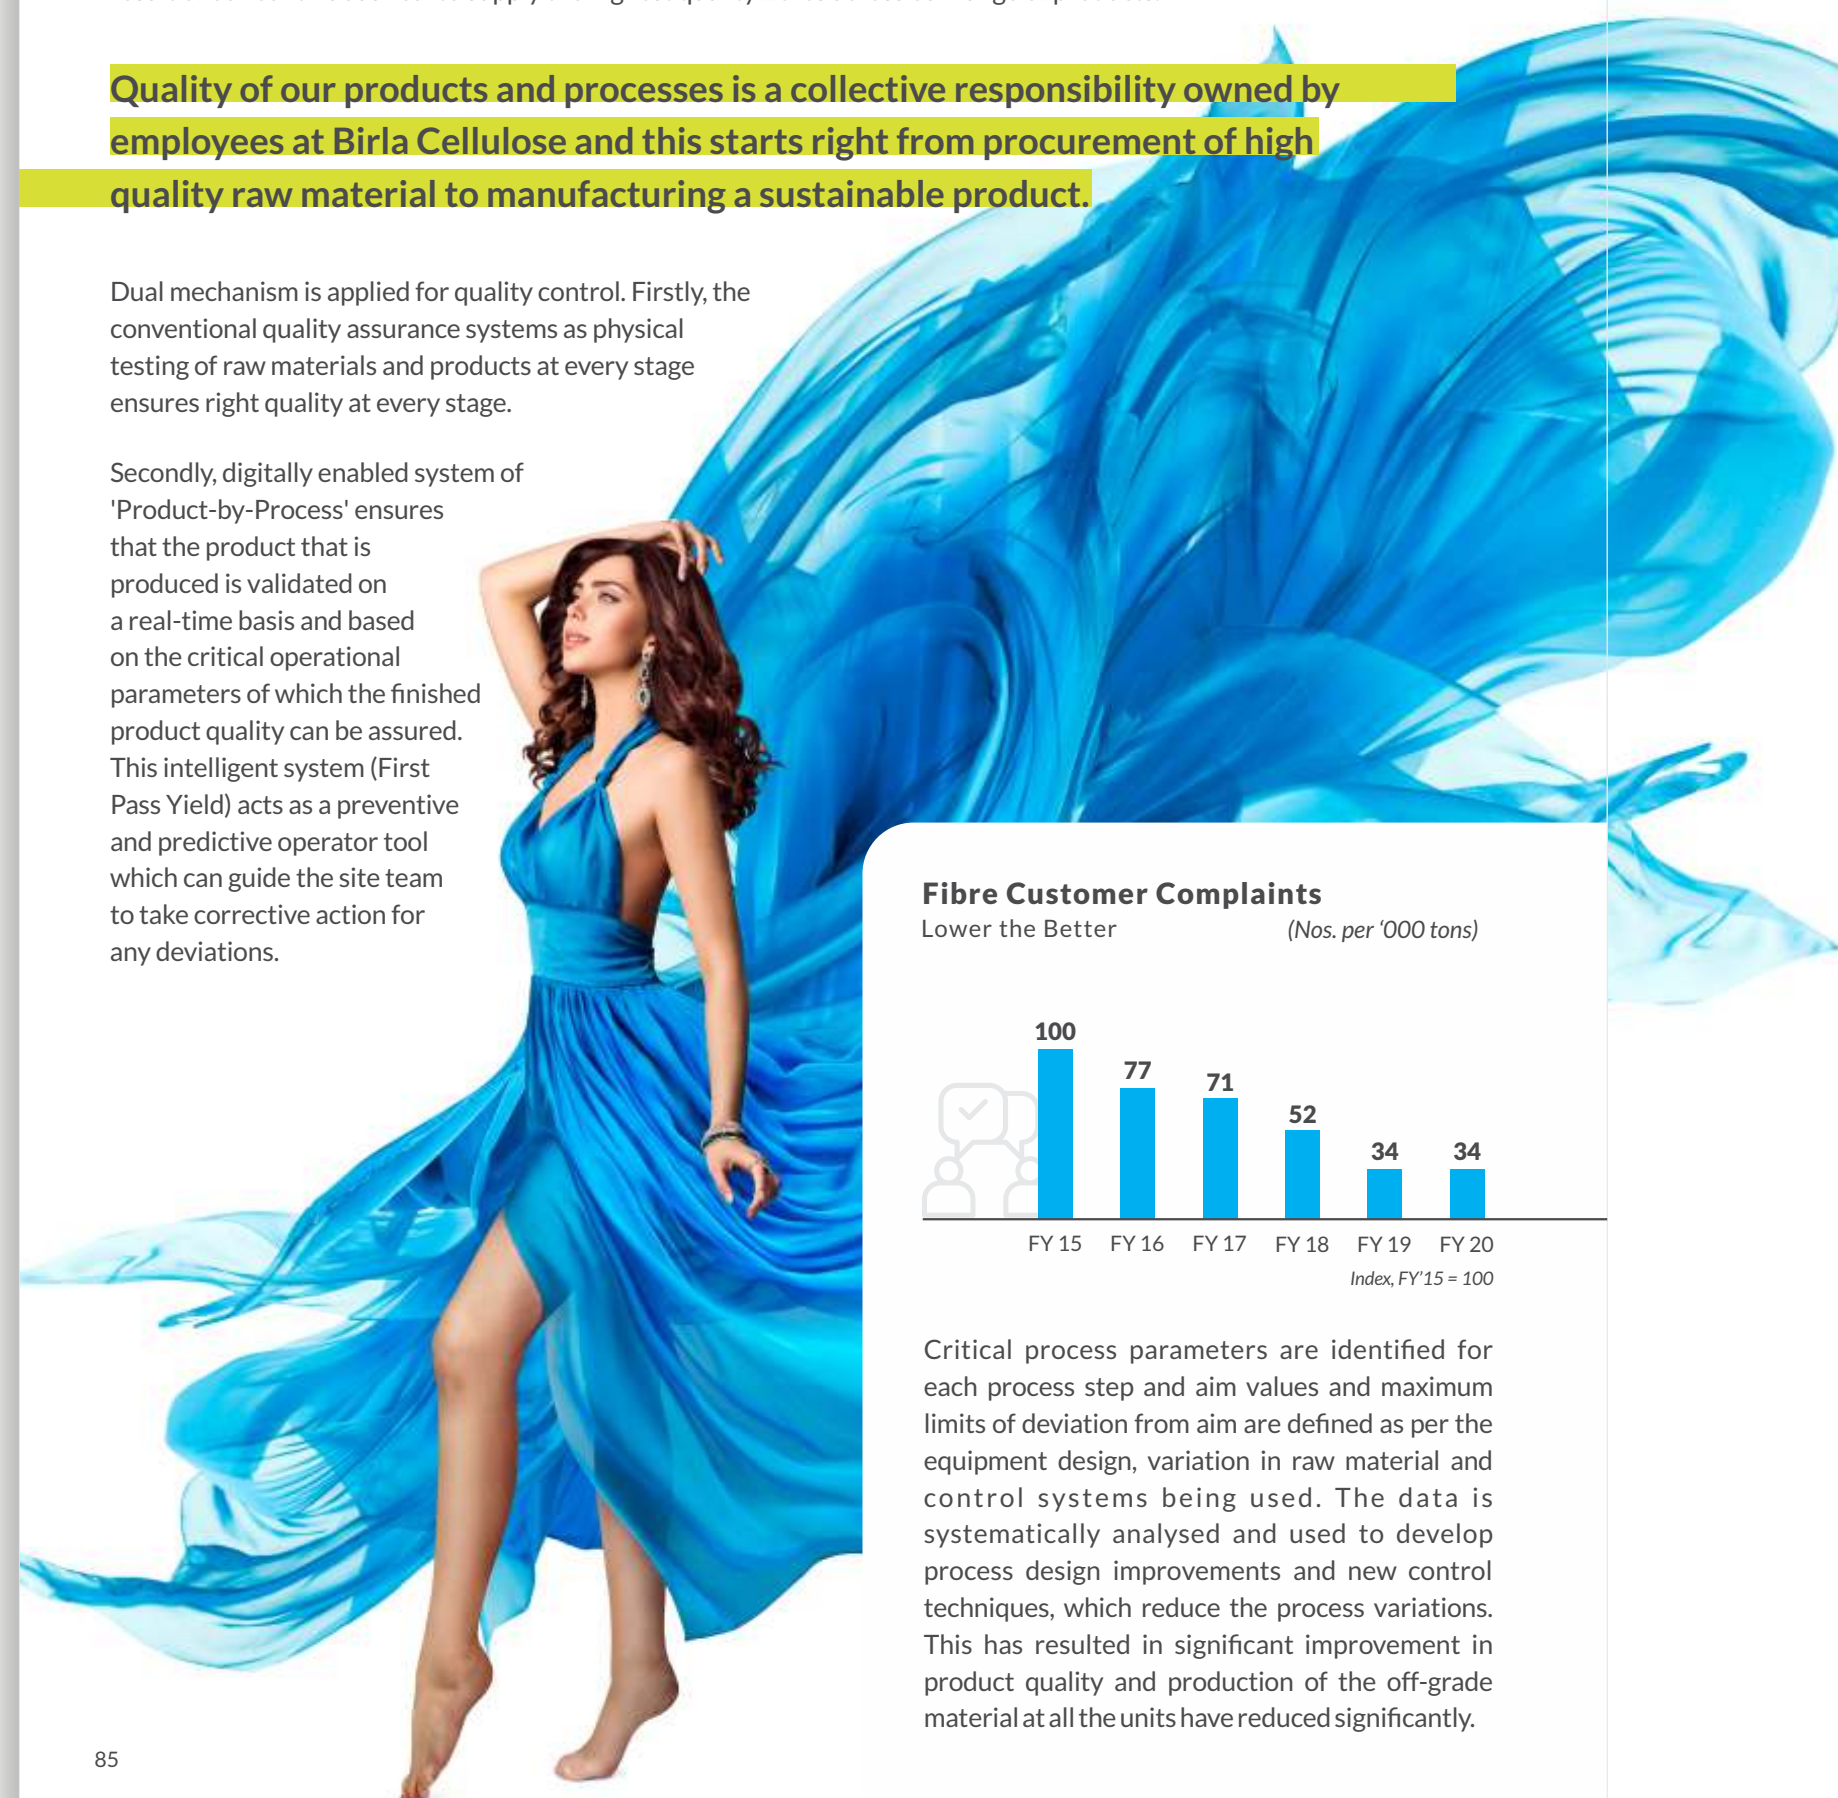 Quality of our products and processes is a collective responsibility owned by
employees at Birla Cellulose and this starts right from procurement of high
quality raw material to manufacturing a sustainable product.
Dual mechanism is applied for quality control. Firstly, the
conventional quality assurance systems as physical
testing of raw materials and products at every stage
ensures right quality at every stage.
Secondly, digitally enabled system of
'Product-by-Process' ensures
that the product that is
produced is validated on
a real-time basis and based
on the critical operational
parameters of which the finished
product quality can be assured.
This intelligent system (First
Pass Yield) acts as a preventive
and predictive operator tool
which can guide the site team
to take corrective action for
any deviations.
Fibre Customer Complaints
Lower the Better (Nos. per ‘000 tons)
100
77
71
52
34
34
FY 15 FY 16 FY 17 FY 18 FY 19 FY 20
Index, FY'15 = 100
Critical process parameters are identified for
each process step and aim values and maximum
limits of deviation from aim are defined as per the
equipment design, variation in raw material and
control systems being used. The data is
systematically analysed and used to develop
process design improvements and new control
techniques, which reduce the process variations.
This has resulted in significant improvement in
product quality and production of the off-grade
material at all the units have reduced significantly.
85